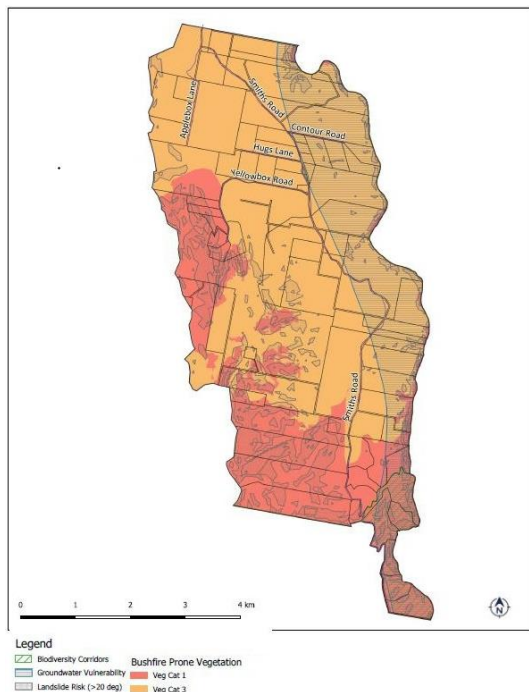 Smiths Road
Applebox Lane
Contour Road
Hugs Lane
Yellowbox Road
Smiths Road
0 1 2 3 4 km
N
Legend
Biodiversity Corridors
Groundwater Vulnerability
Landslide Risk (>20 deg)
Bushfire Prone Vegetation
Veg Cat 1
Veg Cat 3